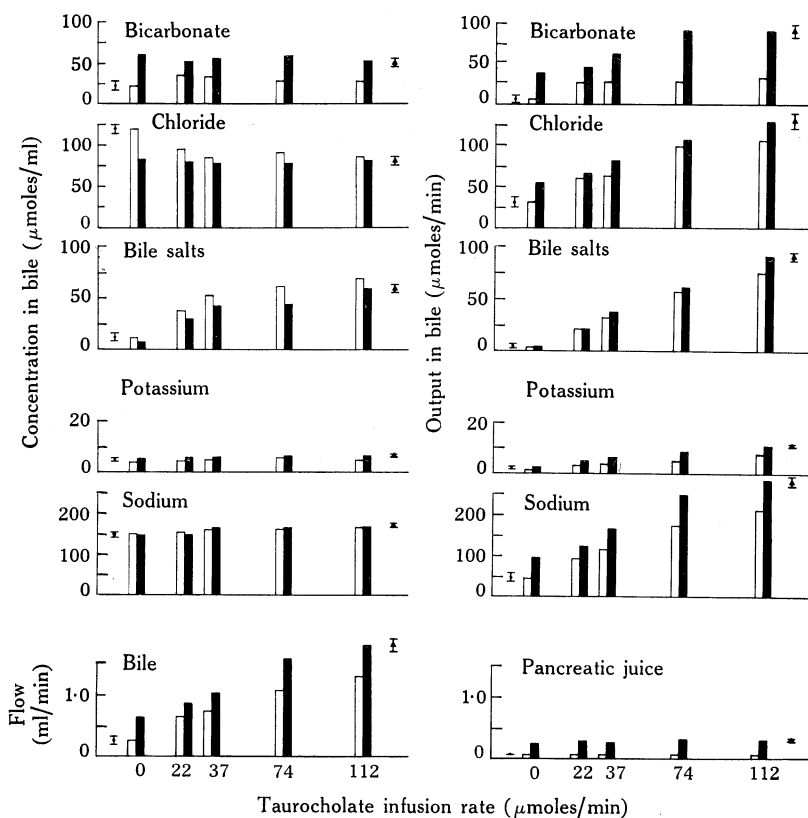 Concentration in bile (μmoles/ml)
Bicarbonate
100
50
0
Chloride
100
50
0
Bile salts
100
50
0
Potassium
20
0
Sodium
200
100
0
Flow
(ml/min)
Bile
1·0
0
0 22 37 74 112
Output in bile (μmoles/min)
Bicarbonate
100
50
0
Chloride
100
50
0
Bile salts
100
50
0
Potassium
20
0
Sodium
200
100
0
Pancreatic juice
1·0
0
0 22 37 74 112
Taurocholate infusion rate (μmoles/min)